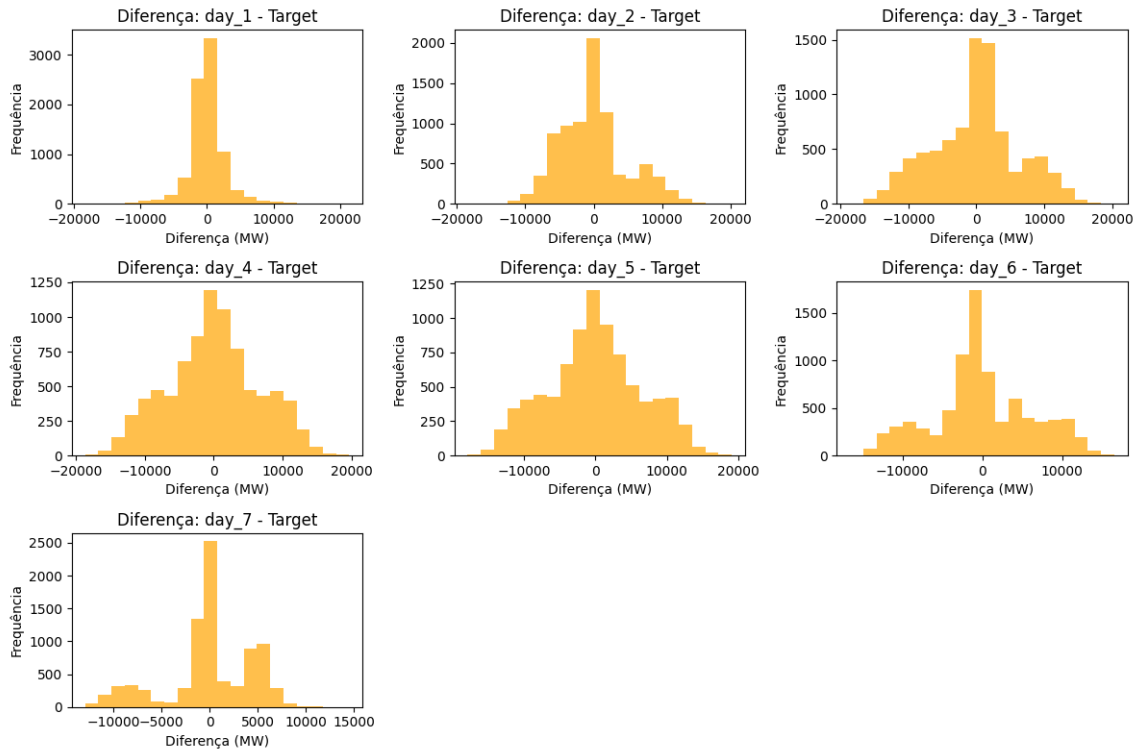 Diferença: day_1 - Target
Diferença: day_2 - Target
Diferença: day_3 - Target
Frequência
3000
2000
1000
0
−20000 −10000 0 10000 20000
Diferença (MW)
Frequência
2000
1500
1000
500
0
−20000 −10000 0 10000 20000
Diferença (MW)
Frequência
1500
1000
500
0
−20000 −10000 0 10000 20000
Diferença (MW)
Diferença: day_4 - Target
Diferença: day_5 - Target
Diferença: day_6 - Target
Frequência
1250
1000
750
500
250
0
−20000 −10000 0 10000 20000
Diferença (MW)
Frequência
1250
1000
750
500
250
0
−10000 0 10000 20000
Diferença (MW)
Frequência
1500
1000
500
0
−10000 0 10000
Diferença (MW)
Diferença: day_7 - Target
Frequência
2500
2000
1500
1000
500
0
−10000 −5000 0 5000 10000 15000
Diferença (MW)